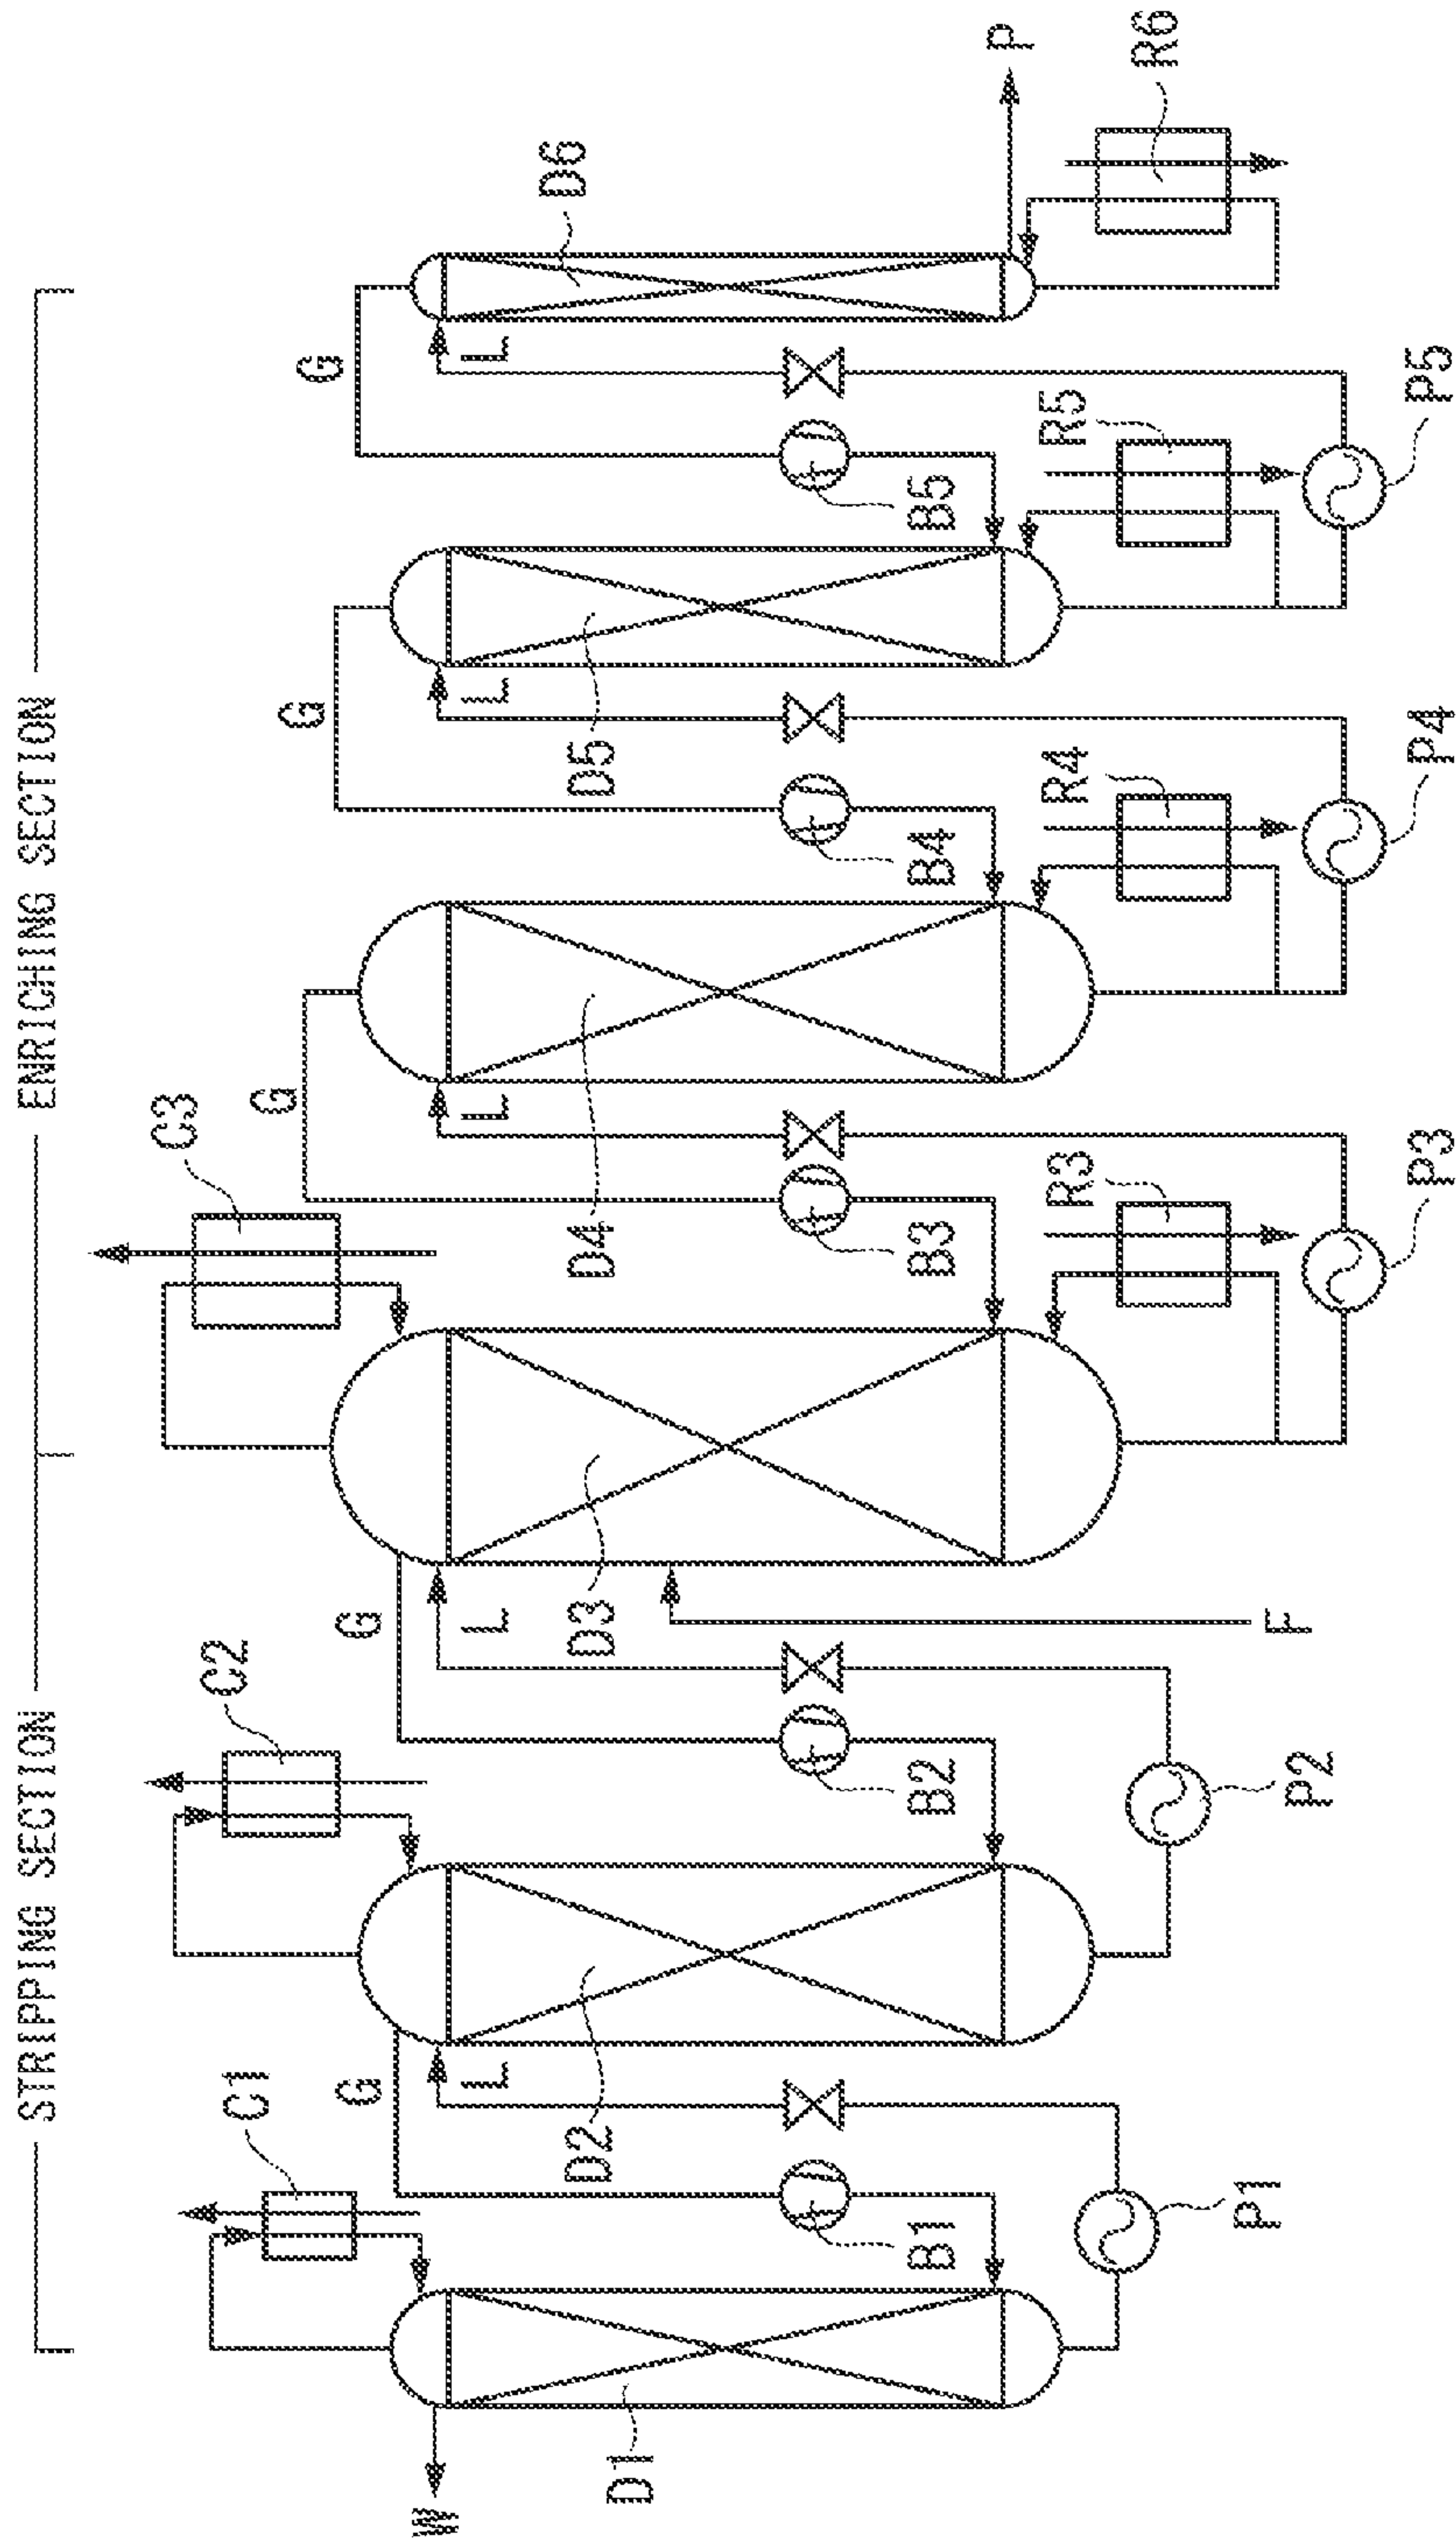 STRIPPING SECTION
ENRICHING SECTION
C1
C2
C3
G
G
G
G
G
L
L
L
L
L
W
D1
D2
D3
D4
D5
D6
B1
B2
B3
B4
B5
F
R3
R4
R5
R6
P
P1
P2
P3
P4
P5